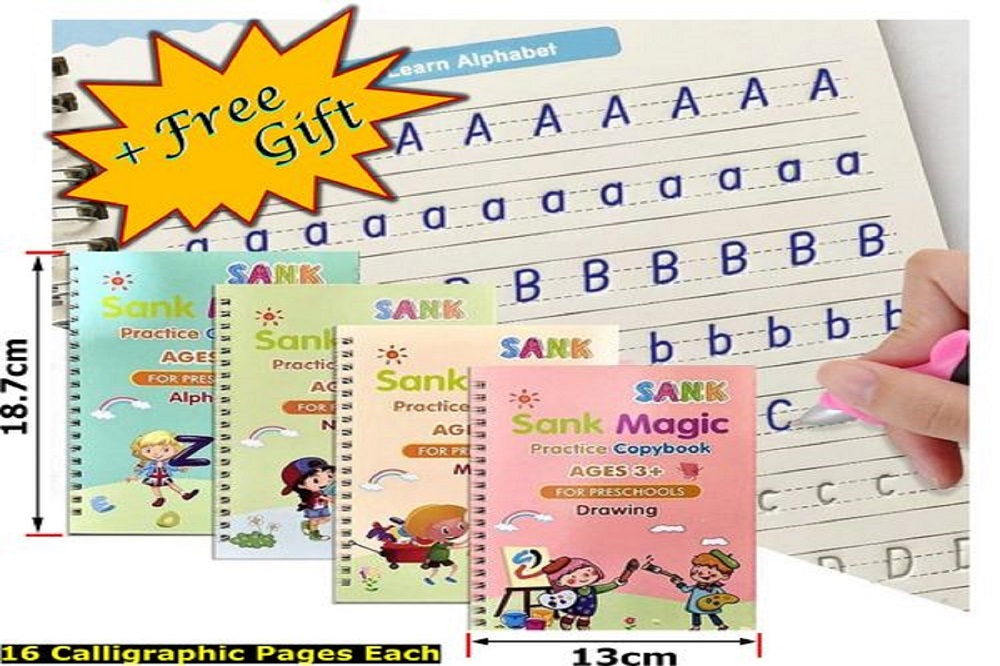 Learn Alphabet
+ Free
Gift
A A A A A A A
a a a a a a a a a a a a
B B B B B B B
b b b b b
C
c c c
D D D
SANK
Sank
Practice
AGES
FOR PRES
Alph
Z
SANK
Sank
Practic
FOR
N
SANK
Sank
Practice
AG
FOR PR
M
SANK
Sank Magic
Practice Copybook
AGES 3+
FOR PRESCHOOLS
Drawing
18.7cm
13cm
16 Calligraphic Pages Each